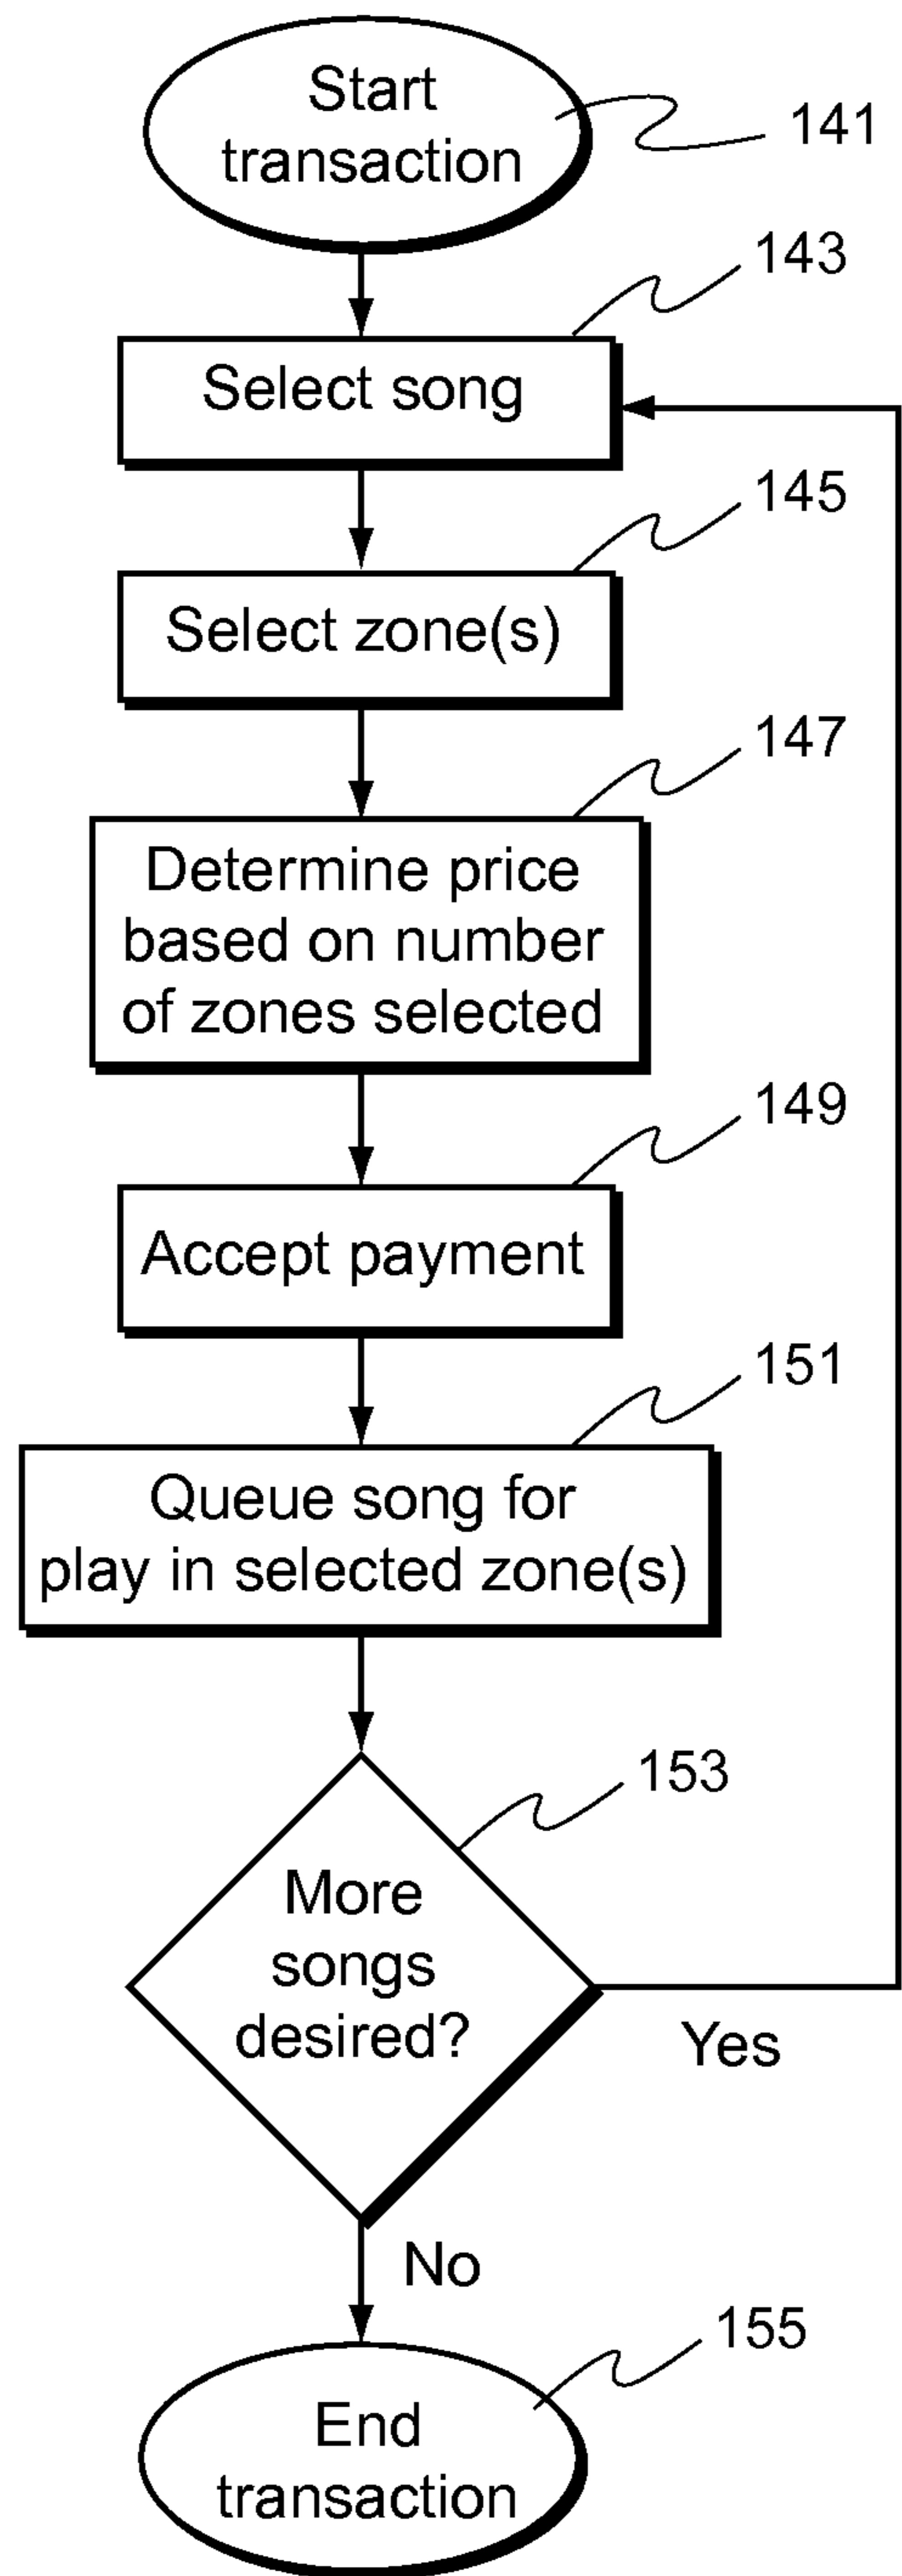 Start
transaction
141
143
Select song
145
Select zone(s)
147
Determine price
based on number
of zones selected
149
Accept payment
151
Queue song for
play in selected zone(s)
153
More
songs
desired?
Yes
No
155
End
transaction